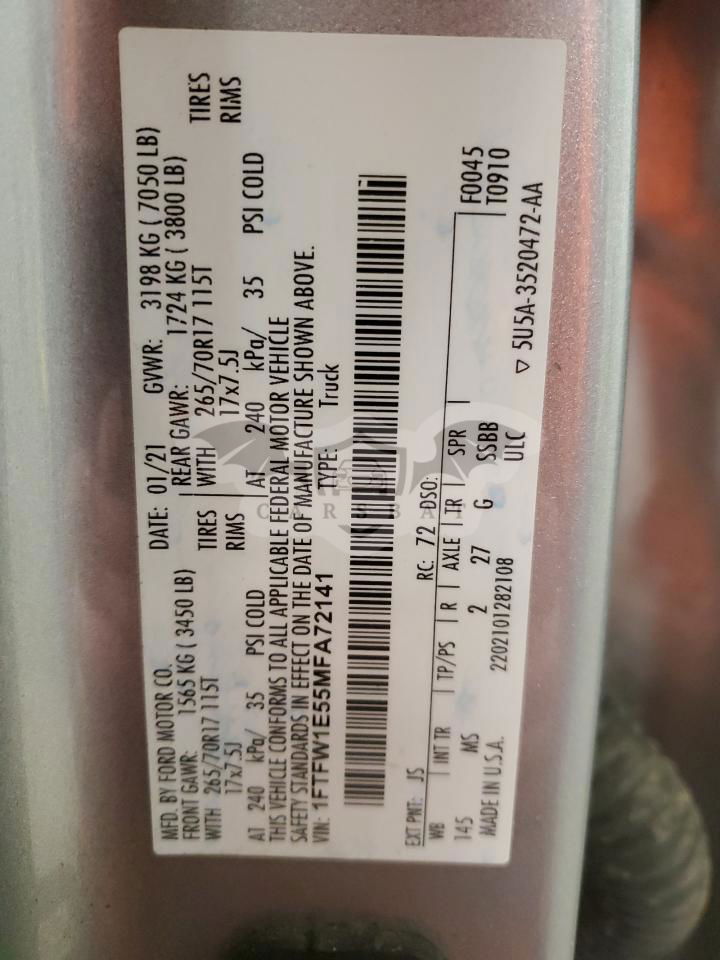 MFD. BY FORD MOTOR CO.
DATE: 01/21
GVWR: 3198 KG ( 7050 LB)
FRONT GAWR: 1565 KG ( 3450 LB)
REAR GAWR: 1724 KG ( 3800 LB)
WITH 265/70R17 115T TIRES
WITH 265/70R17 115T TIRES
17x7.5J RIMS
17x7.5J RIMS
AT 240 kPa/ 35 PSI COLD
AT 240 kPa/ 35 PSI COLD
THIS VEHICLE CONFORMS TO ALL APPLICABLE FEDERAL MOTOR VEHICLE
SAFETY STANDARDS IN EFFECT ON THE DATE OF MANUFACTURE SHOWN ABOVE.
VIN: 1FTFW1E55MFA72141
TYPE: Truck
EXT PNT: JS RC: 72 DSO:
WB INT TR TP/PS R AXLE TR SPR F0045
145 MS 2 27 G SSBB T0910
MADE IN U.S.A. 2202101282108 ULC
▽ 5U5A-3520472-AA
CARSBAT